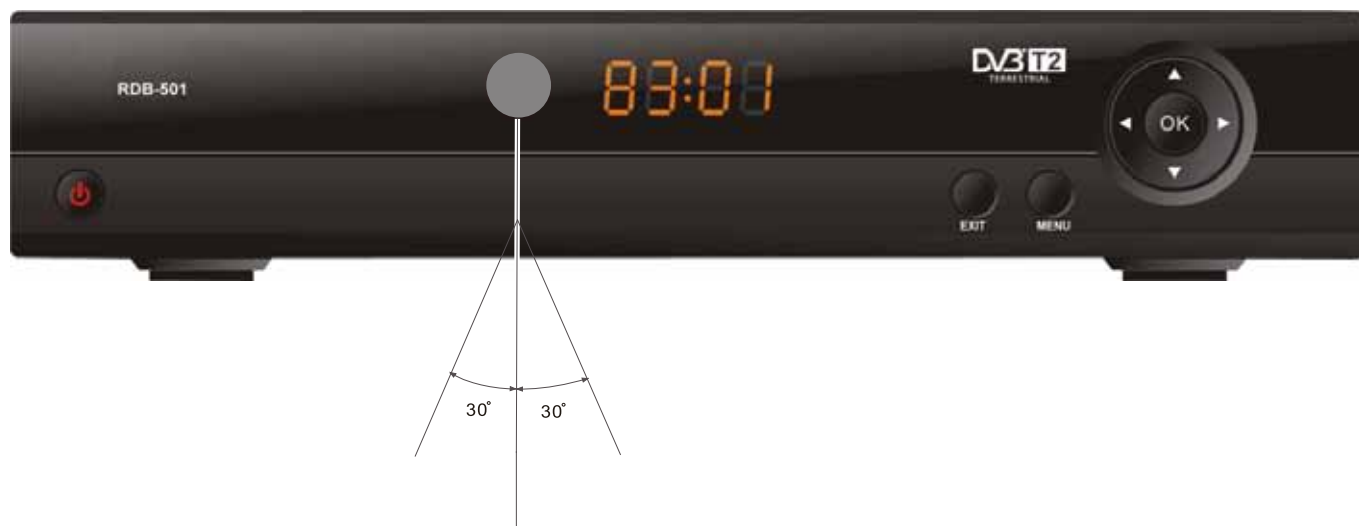 RDB-501
83:01
DVB T2
TERRESTRIAL
OK
EXIT
MENU
30°
30°